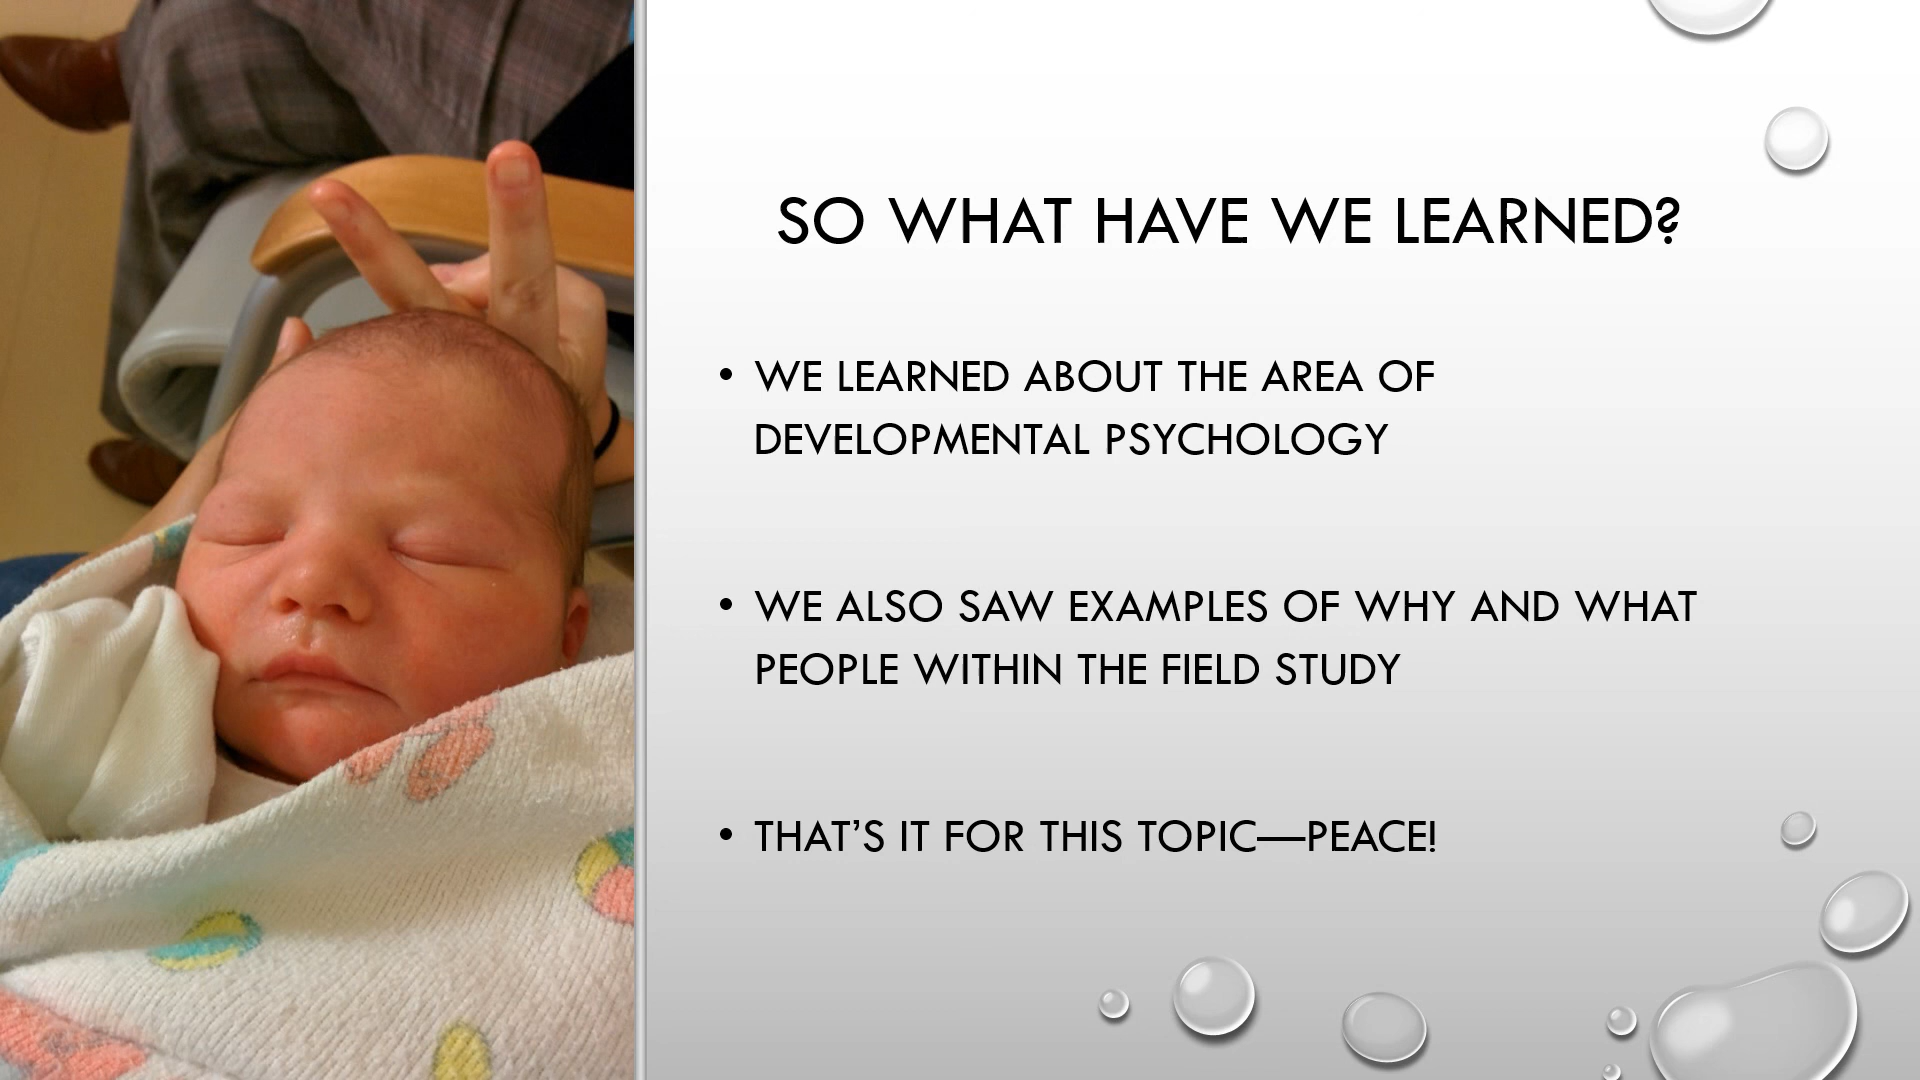 SO WHAT HAVE WE LEARNED?
• WE LEARNED ABOUT THE AREA OF
DEVELOPMENTAL PSYCHOLOGY
• WE ALSO SAW EXAMPLES OF WHY AND WHAT
PEOPLE WITHIN THE FIELD STUDY
• THAT’S IT FOR THIS TOPIC—PEACE!